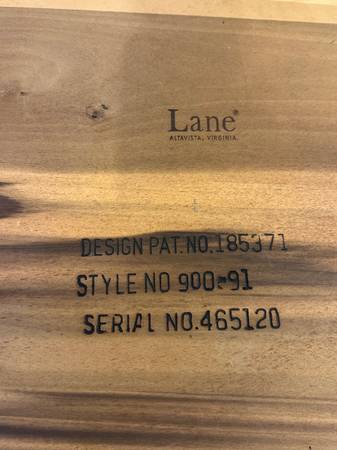 Lane®
ALTAVISTA, VIRGINIA.
DESIGN PAT.NO.185371
STYLE NO 900-91
SERIAL NO.465120